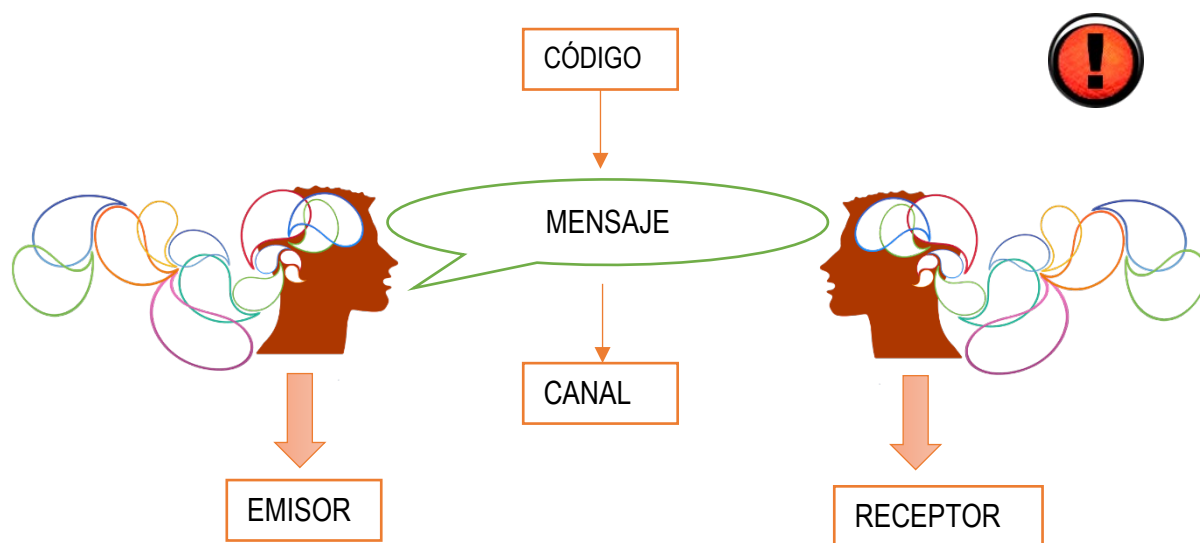 CÓDIGO
MENSAJE
CANAL
EMISOR
RECEPTOR